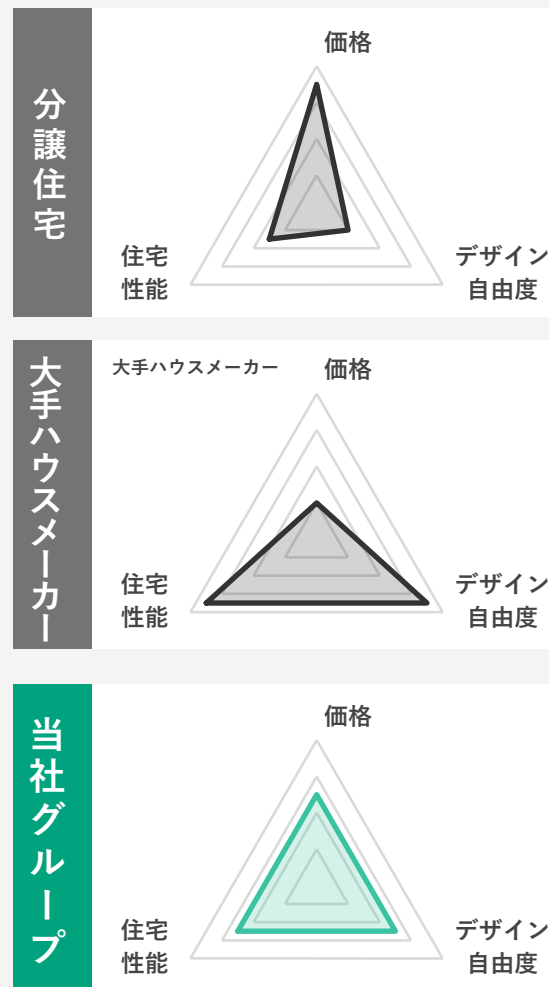 分譲住宅
価格
住宅
性能
デザイン
自由度
大手ハウスメーカー
大手ハウスメーカー
価格
住宅
性能
デザイン
自由度
当社グループ
価格
住宅
性能
デザイン
自由度